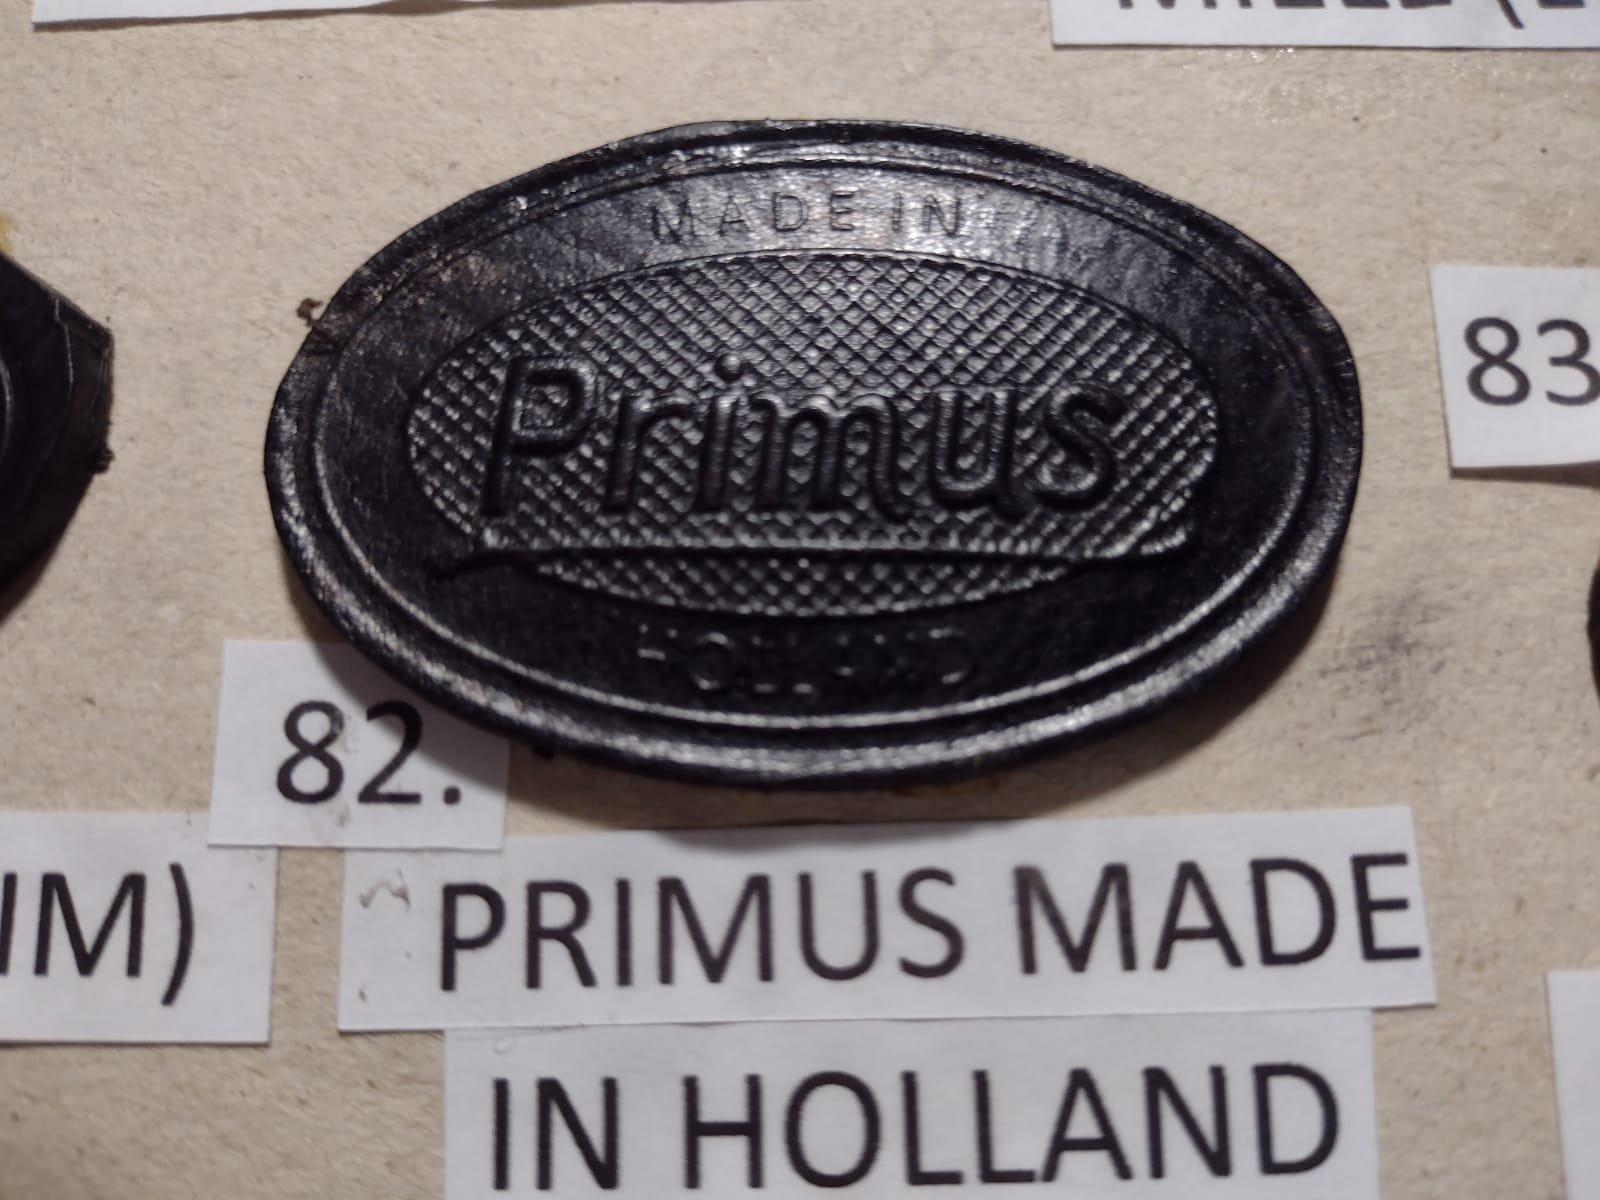 MADE IN
Primus
HOLLAND
83
82.
IM)
PRIMUS MADE
IN HOLLAND